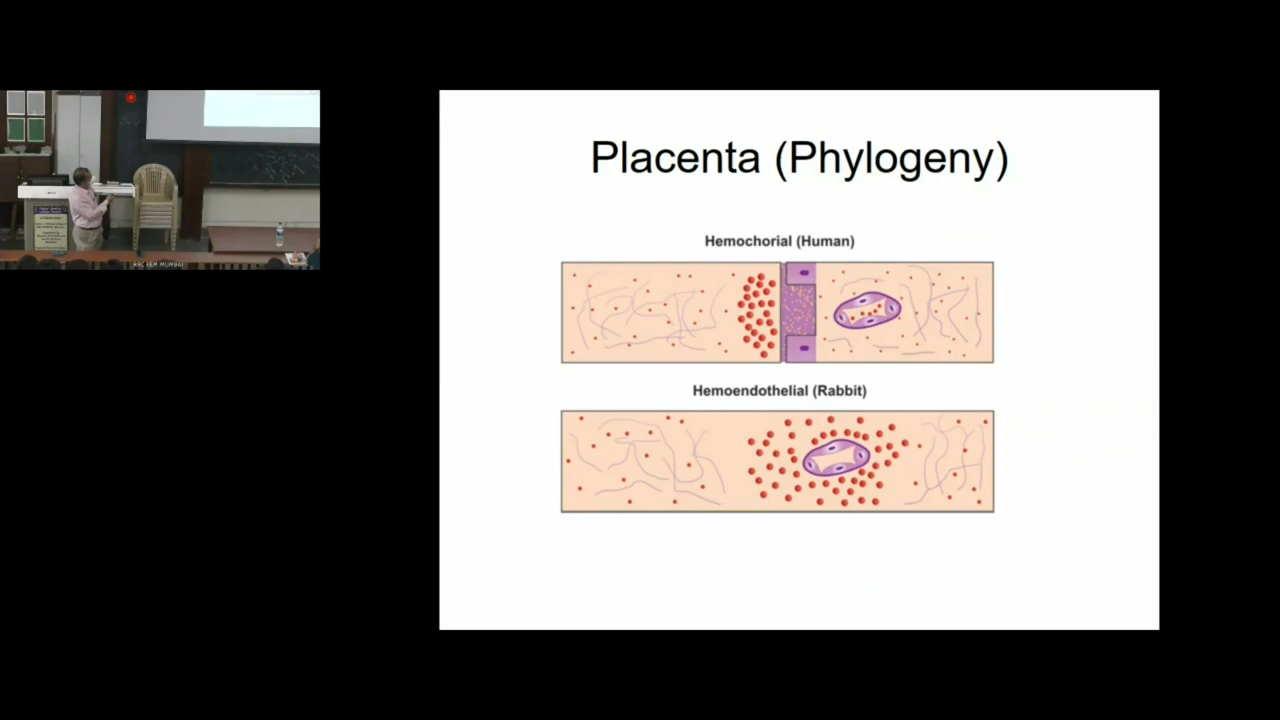 Placenta (Phylogeny)
Hemochorial (Human)
Hemoendothelial (Rabbit)